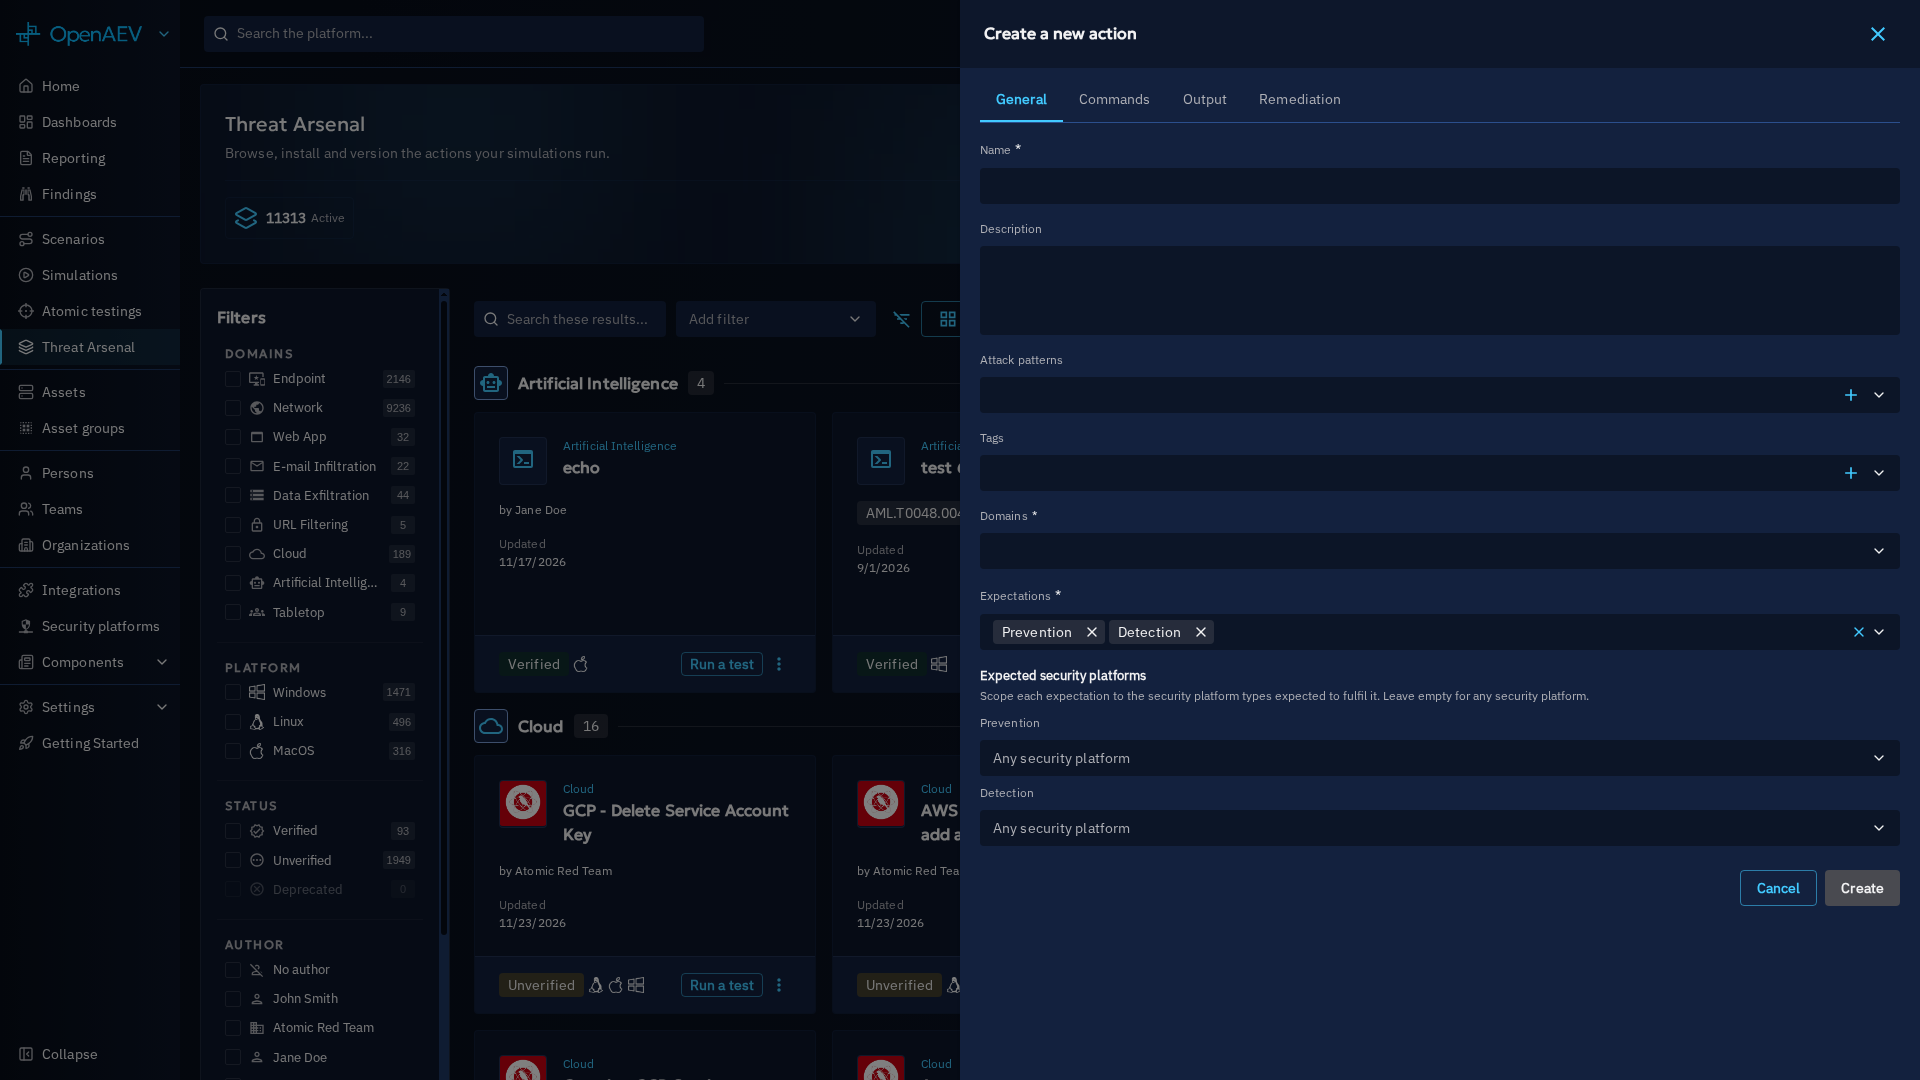 OpenAEV
Search the platform...
Home
Dashboards
Reporting
Findings
Scenarios
Simulations
Atomic testings
Threat Arsenal
Assets
Asset groups
Persons
Teams
Organizations
Integrations
Security platforms
Components
Settings
Getting Started
Collapse
Threat Arsenal
Browse, install and version the actions your simulations run.
11313 Active
Filters
DOMAINS
Endpoint 2146
Network 9236
Web App 32
E-mail Infiltration 22
Data Exfiltration 44
URL Filtering 5
Cloud 189
Artificial Intellig... 4
Tabletop 9
PLATFORM
Windows 1471
Linux 496
MacOS 316
STATUS
Verified 93
Unverified 1949
Deprecated 0
AUTHOR
No author
John Smith
Atomic Red Team
Jane Doe
Search these results...
Add filter
Artificial Intelligence 4
Artificial Intelligence
echo
by Jane Doe
Updated
11/17/2026
Verified
Run a test
test
AML.T0048.004
Updated
9/1/2026
Verified
Cloud 16
Cloud
GCP - Delete Service Account
Key
by Atomic Red Team
Updated
11/23/2026
Unverified
Run a test
Cloud
AWS
add a
by Atomic Red Tea
Updated
11/23/2026
Unverified
Cloud
Cloud
Create a new action
General
Commands
Output
Remediation
Name *
Description
Attack patterns
Tags
Domains *
Expectations *
Prevention
Detection
Expected security platforms
Scope each expectation to the security platform types expected to fulfil it. Leave empty for any security platform.
Prevention
Any security platform
Detection
Any security platform
Cancel
Create